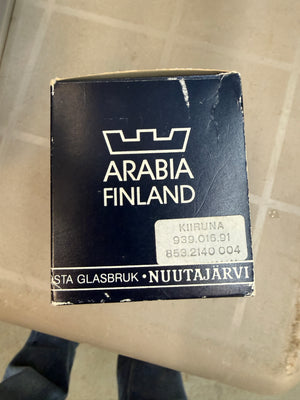 ARABIA
FINLAND
KIIRUNA
939.016.91
853.2140 004
STA GLASBRUK • NUUTAJÄRVI